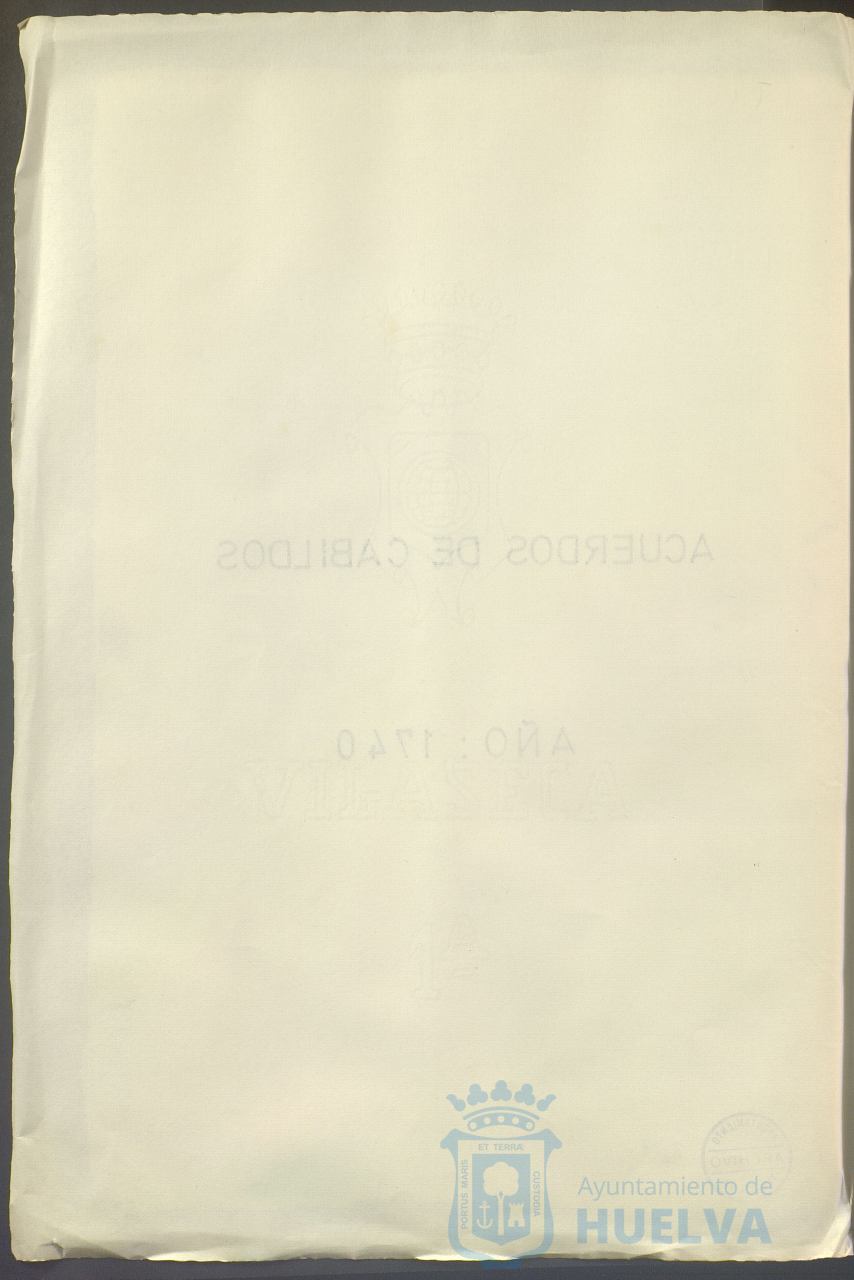 ACUERDOS DE CABILDOS
AÑO: 1740
ET TERRA
PORTUS MARIS
CUSTODIA
Ayuntamiento de
HUELVA